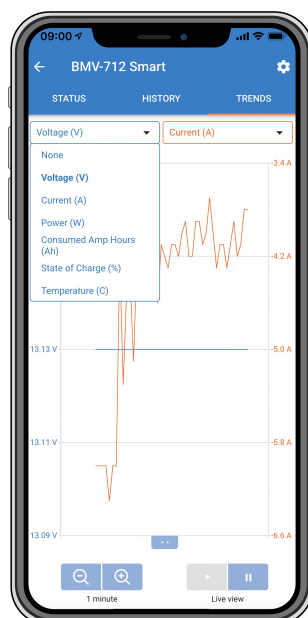 09:00
BMV-712 Smart
STATUS HISTORY TRENDS
Voltage (V) Current (A)
None
Voltage (V)
Current (A)
Power (W)
Consumed Amp Hours
(Ah)
State of Charge (%)
Temperature (C)
-3.4 A
-4.2 A
13.13 V -5.0 A
13.11 V -5.8 A
13.09 V -6.6 A
1 minute Live view